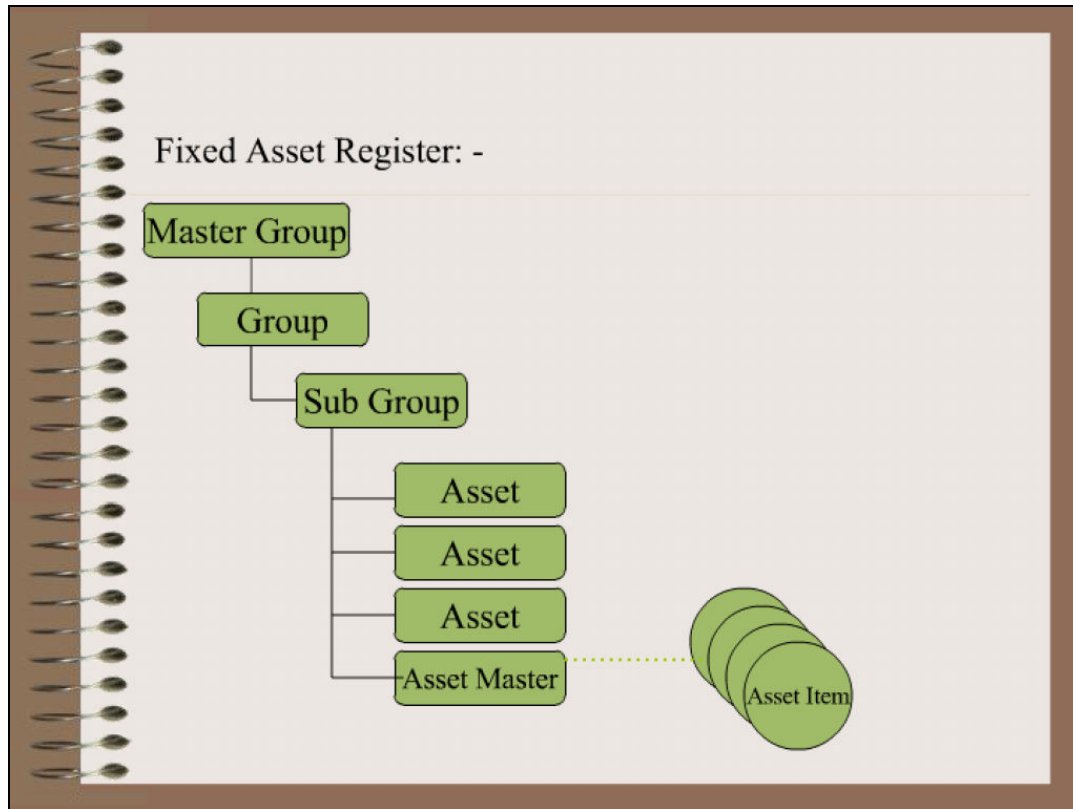 Fixed Asset Register: -
Master Group
Group
Sub Group
Asset
Asset
Asset
Asset Master
Asset Item